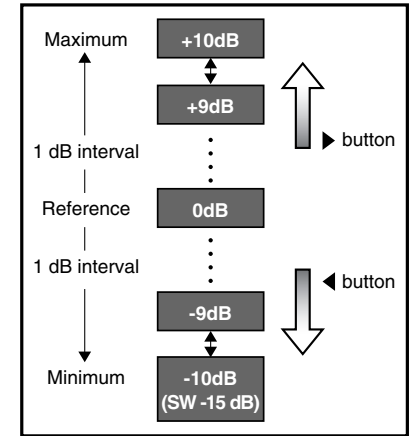 Maximum
+10dB
+9dB
► button
1 dB interval
Reference
0dB
1 dB interval
◄ button
-9dB
Minimum
-10dB
(SW -15 dB)